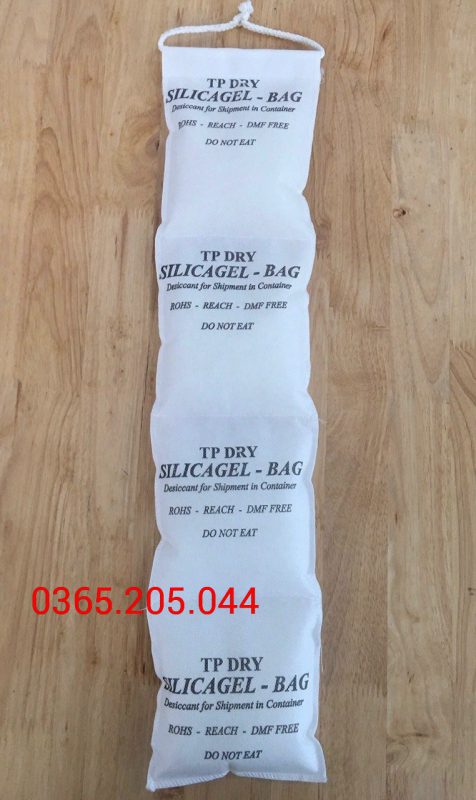 TP DRY
SILICAGEL - BAG
Desiccant for Shipment in Container
ROHS - REACH - DMF FREE
DO NOT EAT
TP DRY
SILICAGEL - BAG
Desiccant for Shipment in Container
ROHS - REACH - DMF FREE
DO NOT EAT
TP DRY
SILICAGEL - BAG
Desiccant for Shipment in Container
ROHS - REACH - DMF FREE
DO NOT EAT
0365.205.044
TP DRY
SILICAGEL - BAG
Desiccant for Shipment in Container
ROHS - REACH - DMF FREE
DO NOT EAT